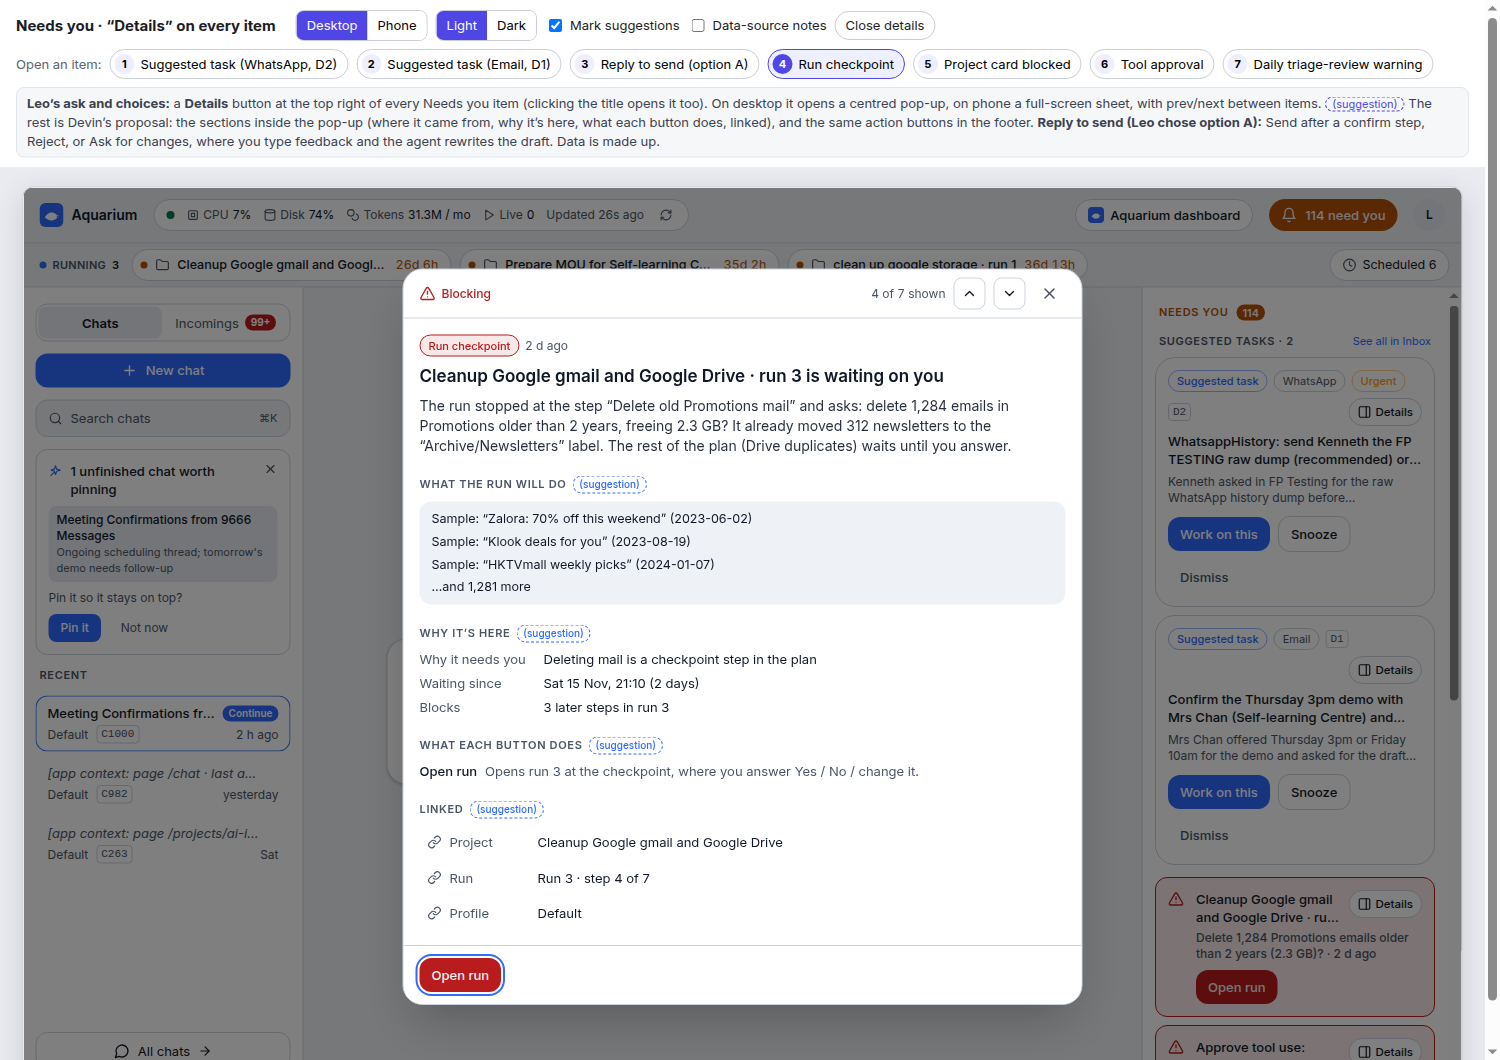 Needs you · “Details” on every item
Desktop Phone Light Dark Mark suggestions Data-source notes Close details
Open an item: 1 Suggested task (WhatsApp, D2) 2 Suggested task (Email, D1) 3 Reply to send (option A) 4 Run checkpoint 5 Project card blocked 6 Tool approval 7 Daily triage-review warning
Leo’s ask and choices: a Details button at the top right of every Needs you item (clicking the title opens it too). On desktop it opens a centred pop-up, on phone a full-screen sheet, with prev/next between items. (suggestion) The
rest is Devin’s proposal: the sections inside the pop-up (where it came from, why it’s here, what each button does, linked), and the same action buttons in the footer. Reply to send (Leo chose option A): Send after a confirm step,
Reject, or Ask for changes, where you type feedback and the agent rewrites the draft. Data is made up.
Aquarium CPU 7% Disk 74% Tokens 31.3M / mo Live 0 Updated 26s ago Aquarium dashboard 114 need you L
RUNNING 3 Cleanup Google gmail and Googl... 26d 6h Prepare MOU for Self-learning C... 35d 2h clean up google storage · run 1 36d 13h Scheduled 6
Chats Incomings 99+
New chat
Search chats ⌘K
1 unfinished chat worth
pinning
Meeting Confirmations from 9666
Messages
Ongoing scheduling thread; tomorrow's
demo needs follow-up
Pin it so it stays on top?
Pin it Not now
RECENT
Meeting Confirmations fr... Continue
Default C1000 2 h ago
[app context: page /chat · last a...
Default C982 yesterday
[app context: page /projects/ai-i...
Default C263 Sat
All chats
Blocking 4 of 7 shown
Run checkpoint 2 d ago
Cleanup Google gmail and Google Drive · run 3 is waiting on you
The run stopped at the step “Delete old Promotions mail” and asks: delete 1,284 emails in
Promotions older than 2 years, freeing 2.3 GB? It already moved 312 newsletters to the
“Archive/Newsletters” label. The rest of the plan (Drive duplicates) waits until you answer.
WHAT THE RUN WILL DO (suggestion)
Sample: “Zalora: 70% off this weekend” (2023-06-02)
Sample: “Klook deals for you” (2023-08-19)
Sample: “HKTVmall weekly picks” (2024-01-07)
...and 1,281 more
WHY IT’S HERE (suggestion)
Why it needs you Deleting mail is a checkpoint step in the plan
Waiting since Sat 15 Nov, 21:10 (2 days)
Blocks 3 later steps in run 3
WHAT EACH BUTTON DOES (suggestion)
Open run Opens run 3 at the checkpoint, where you answer Yes / No / change it.
LINKED (suggestion)
Project Cleanup Google gmail and Google Drive
Run Run 3 · step 4 of 7
Profile Default
Open run
NEEDS YOU 114
SUGGESTED TASKS · 2 See all in Inbox
Suggested task WhatsApp Urgent
D2 Details
WhatsappHistory: send Kenneth the FP
TESTING raw dump (recommended) or...
Kenneth asked in FP Testing for the raw
WhatsApp history dump before...
Work on this Snooze
Dismiss
Suggested task Email D1
Details
Confirm the Thursday 3pm demo with
Mrs Chan (Self-learning Centre) and...
Mrs Chan offered Thursday 3pm or Friday
10am for the demo and asked for the draft...
Work on this Snooze
Dismiss
Cleanup Google gmail Details
and Google Drive · ru...
Delete 1,284 Promotions emails older
than 2 years (2.3 GB)? · 2 d ago
Open run
Approve tool use: Details